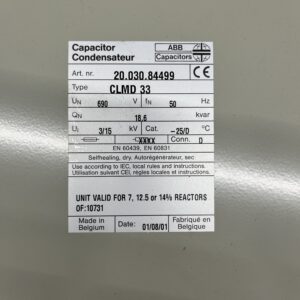 Capacitor
Condensateur
ABB
Capacitors
CE
Art. nr. 20.030.84499
Type CLMD 33
UN 690 V fN 50 Hz
QN 18,6 kvar
Ui 3/15 kV Cat. –25/D °C
Conn. D
EN 60439, EN 60831
Selfhealing, dry. Autorégénérateur, sec
Use according to IEC, local rules and instructions.
Utilisation suivant CEI, règles locales et instructions.
UNIT VALID FOR 7, 12.5 or 14% REACTORS
OF:10731
Made in
Belgium
Date: 01/08/01
Fabriqué en
Belgique